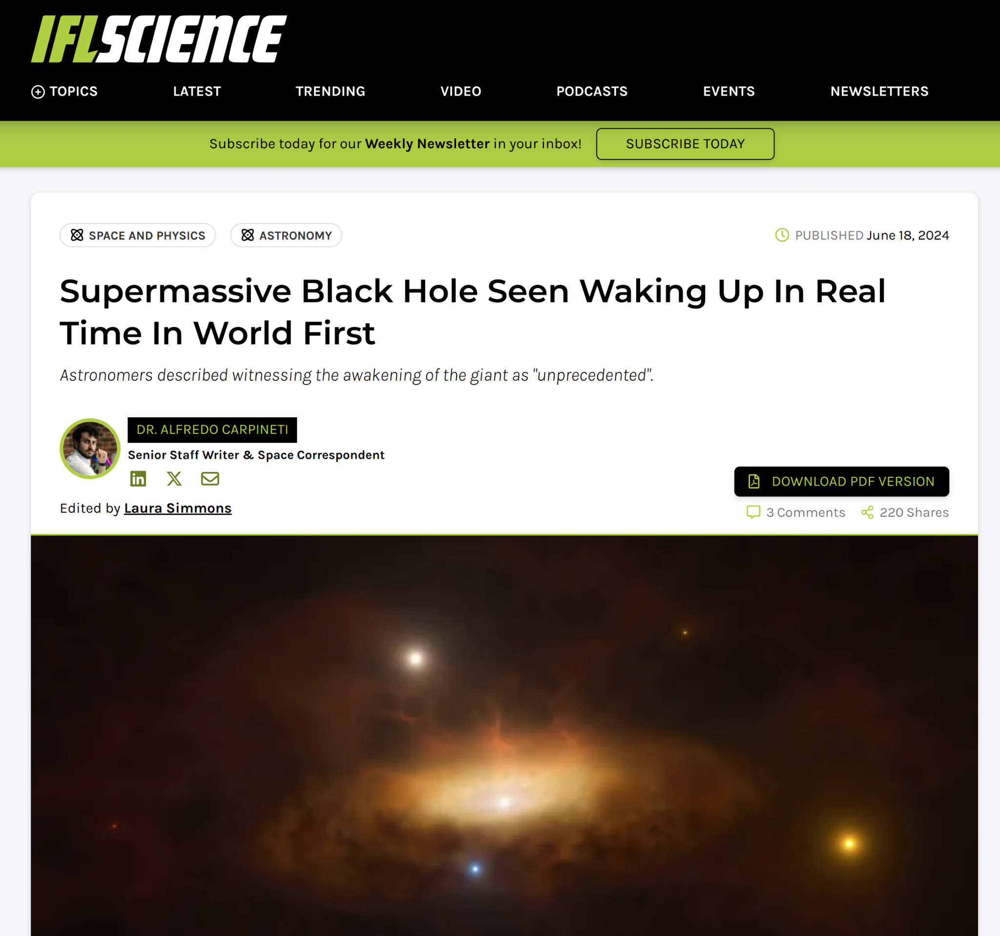 IFLSCIENCE
TOPICS LATEST TRENDING VIDEO PODCASTS EVENTS NEWSLETTERS
Subscribe today for our Weekly Newsletter in your inbox! SUBSCRIBE TODAY
SPACE AND PHYSICS ASTRONOMY PUBLISHED June 18, 2024
Supermassive Black Hole Seen Waking Up In Real
Time In World First
Astronomers described witnessing the awakening of the giant as "unprecedented".
DR. ALFREDO CARPINETI
Senior Staff Writer & Space Correspondent
in X
DOWNLOAD PDF VERSION
Edited by Laura Simmons
3 Comments 220 Shares